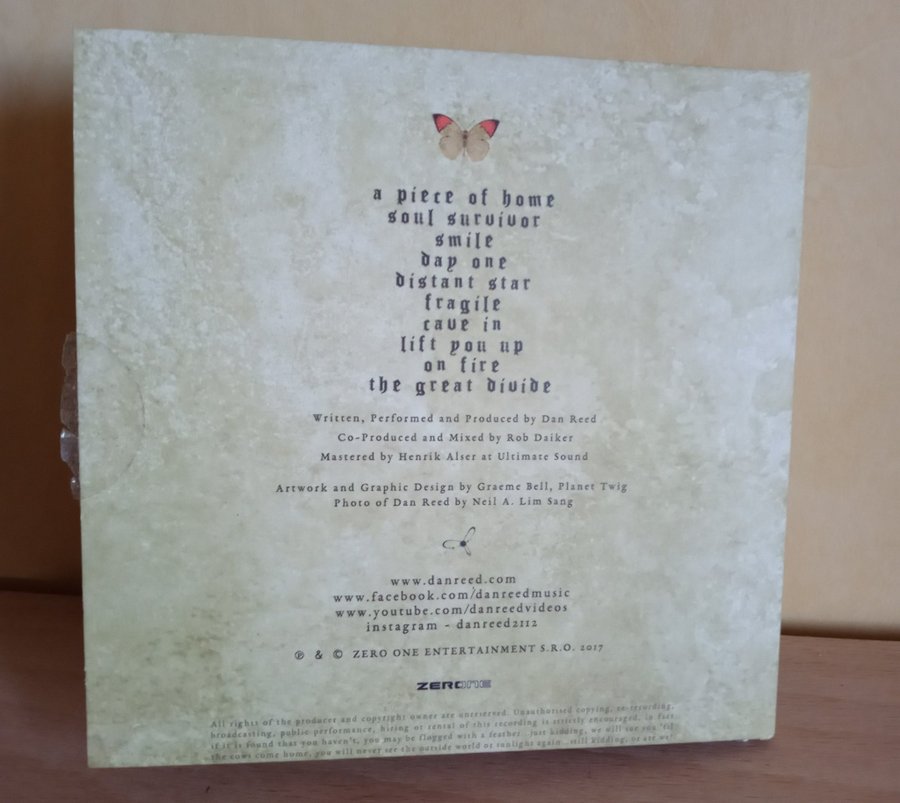 a piece of home
soul survivor
smile
day one
distant star
fragile
cave in
lift you up
on fire
the great divide
Written, Performed and Produced by Dan Reed
Co-Produced and Mixed by Rob Daiker
Mastered by Henrik Alser at Ultimate Sound
Artwork and Graphic Design by Graeme Bell, Planet Twig
Photo of Dan Reed by Neil A. Lim Sang
www.danreed.com
www.facebook.com/danreedmusic
www.youtube.com/danreedvideos
instagram - danreed2112
℗ & © ZERO ONE ENTERTAINMENT S.R.O. 2017
ZEROONE
All rights of the producer and copyright owner are unreserved. Unauthorised copying, re-recording,
broadcasting, public performance, hiring or rental of this recording is strictly encouraged, in fact
if it is found that you haven't, you may be flogged with a feather...just kidding, we will sue you 'til
the cows come home, you will never see the outside world or sunlight again...still kidding, or are we?